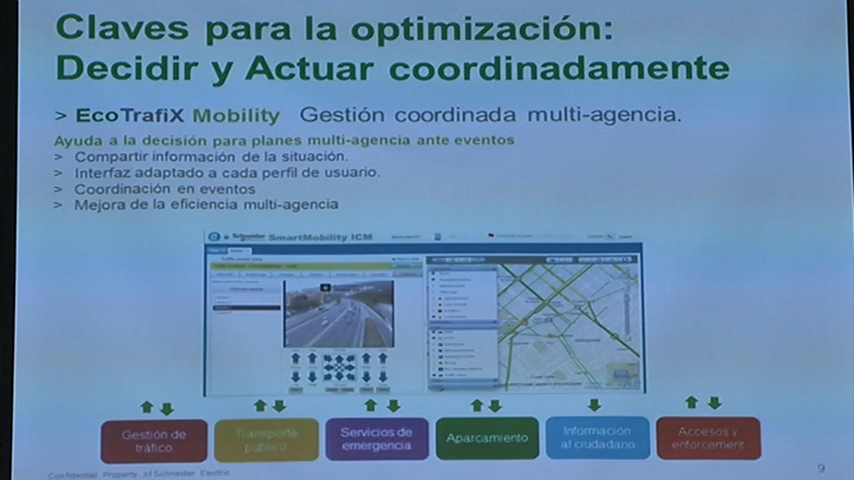 Claves para la optimización:
Decidir y Actuar coordinadamente
> EcoTrafiX Mobility Gestión coordinada multi-agencia.
Ayuda a la decisión para planes multi-agencia ante eventos
> Compartir información de la situación.
> Interfaz adaptado a cada perfil de usuario.
> Coordinación en eventos
> Mejora de la eficiencia multi-agencia
Schneider SmartMobility ICM
Gestión de
tráfico
Transporte
público
Servicios de
emergencia
Aparcamiento
Información
al ciudadano
Accesos y
enforcement
Confidential Property of Schneider Electric
9